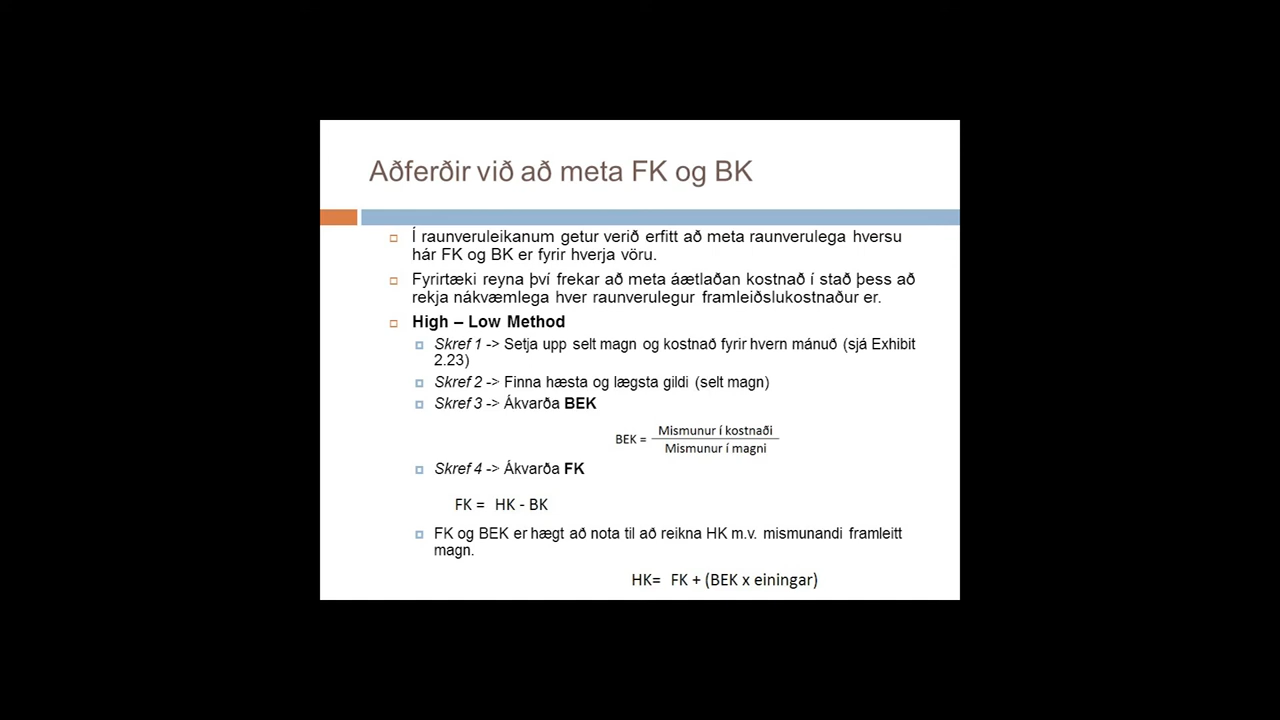 Aðferðir við að meta FK og BK
Í raunveruleikanum getur verið erfitt að meta raunverulega hversu
hár FK og BK er fyrir hverja vöru.
Fyrirtæki reyna því frekar að meta áætlaðan kostnað í stað þess að
rekja nákvæmlega hver raunverulegur framleiðslukostnaður er.
High – Low Method
Skref 1 -> Setja upp selt magn og kostnað fyrir hvern mánuð (sjá Exhibit
2.23)
Skref 2 -> Finna hæsta og lægsta gildi (selt magn)
Skref 3 -> Ákvarða BEK
Mismunur í kostnaði
BEK =
Mismunur í magni
Skref 4 -> Ákvarða FK
FK = HK - BK
FK og BEK er hægt að nota til að reikna HK m.v. mismunandi framleitt
magn.
HK= FK + (BEK x einingar)